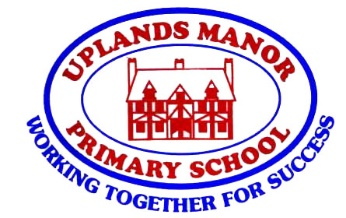 UPLANDS MANOR
PRIMARY SCHOOL
WORKING TOGETHER FOR SUCCESS